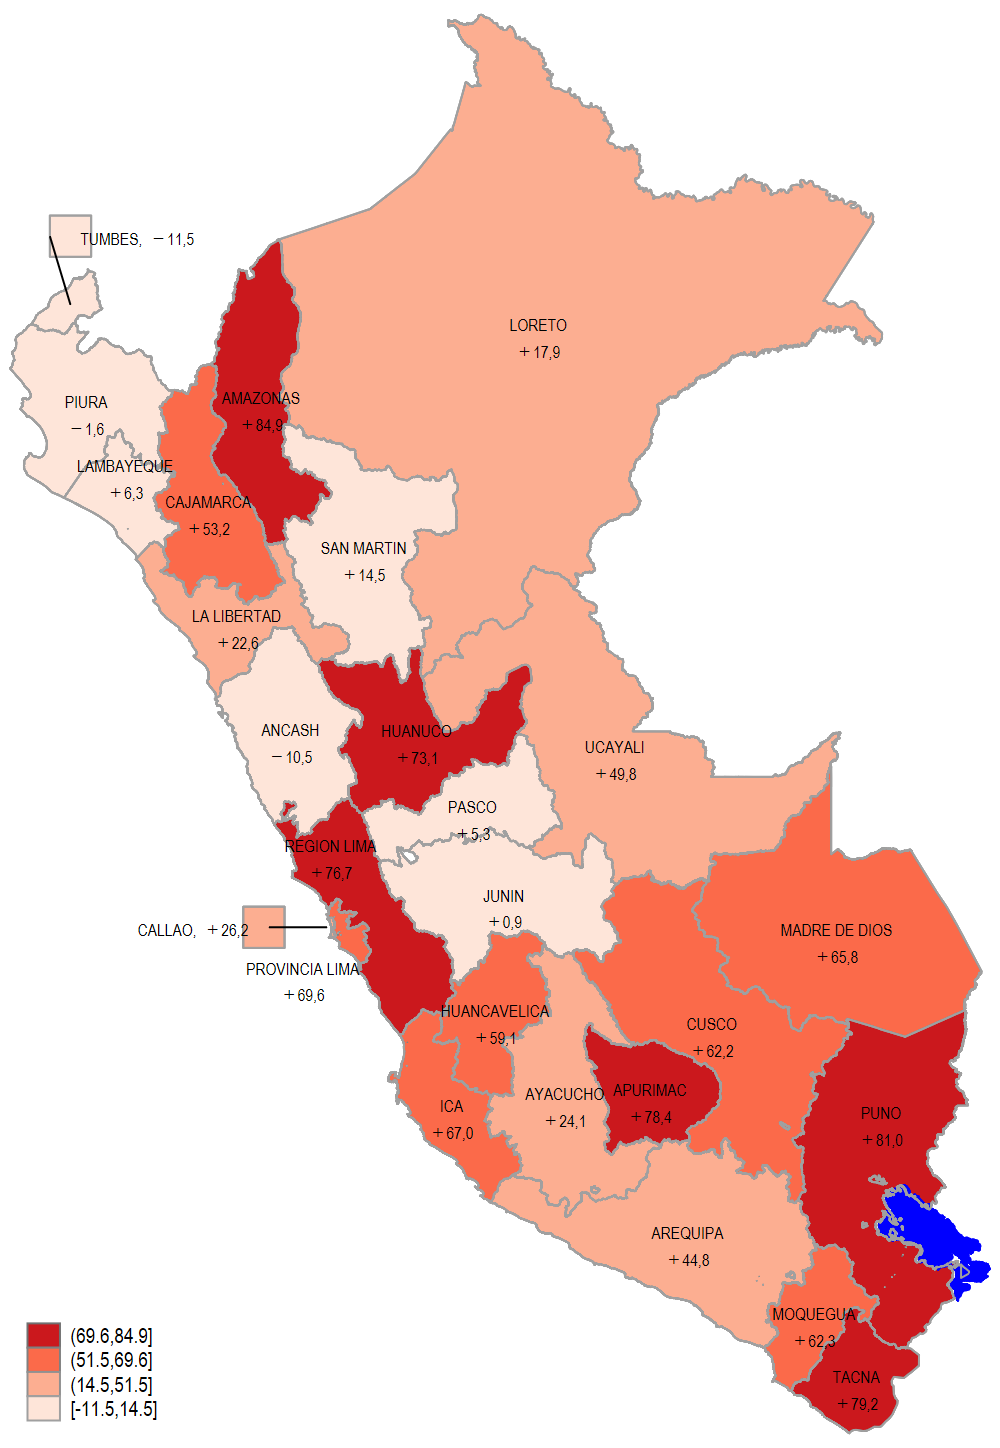 TUMBES, −11,5
LORETO
+17,9
AMAZONAS
+84,9
PIURA
−1,6
LAMBAYEQUE
+6,3
CAJAMARCA
+53,2
SAN MARTIN
+14,5
LA LIBERTAD
+22,6
ANCASH
−10,5
HUANUCO
+73,1
UCAYALI
+49,8
PASCO
+5,3
REGION LIMA
+76,7
JUNIN
+0,9
CALLAO, +26,2
MADRE DE DIOS
+65,8
PROVINCIA LIMA
+69,6
HUANCAVELICA
+59,1
CUSCO
+62,2
ICA
+67,0
AYACUCHO
+24,1
APURIMAC
+78,4
PUNO
+81,0
AREQUIPA
+44,8
MOQUEGUA
+62,3
TACNA
+79,2
(69.6,84.9]
(51.5,69.6]
(14.5,51.5]
[-11.5,14.5]